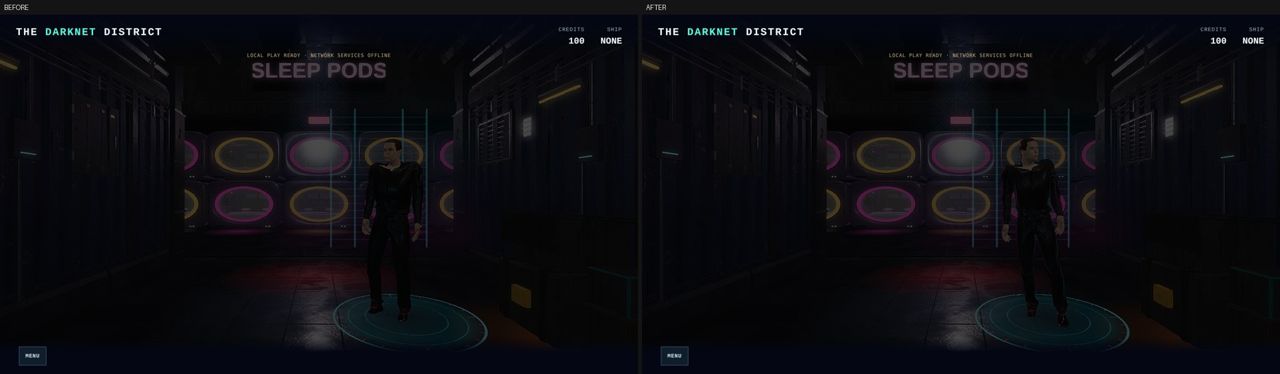 BEFORE
THE DARKNET DISTRICT
CREDITS SHIP
100 NONE
LOCAL PLAY READY · NETWORK SERVICES OFFLINE
SLEEP PODS
MENU
AFTER
THE DARKNET DISTRICT
CREDITS SHIP
100 NONE
LOCAL PLAY READY · NETWORK SERVICES OFFLINE
SLEEP PODS
MENU